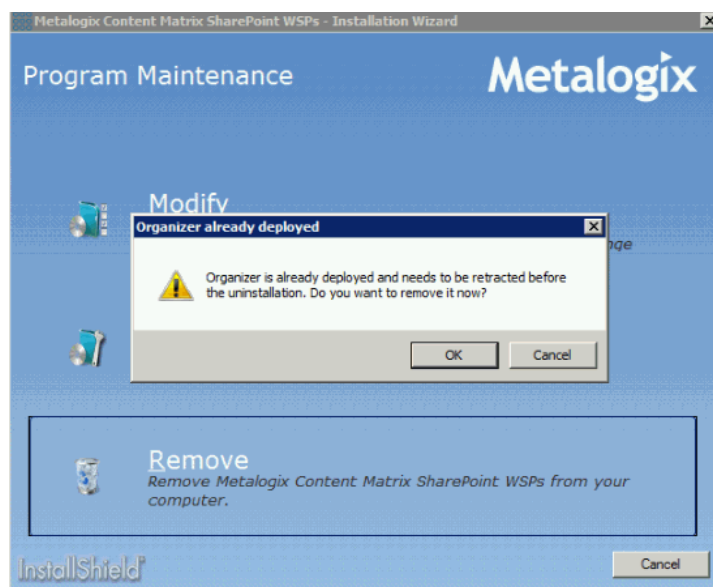 Metalogix Content Matrix SharePoint WSPs - Installation Wizard
Program Maintenance
Metalogix
Modify
Organizer already deployed
nge
Organizer is already deployed and needs to be retracted before
the uninstallation. Do you want to remove it now?
OK
Cancel
Remove
Remove Metalogix Content Matrix SharePoint WSPs from your
computer.
InstallShield
Cancel